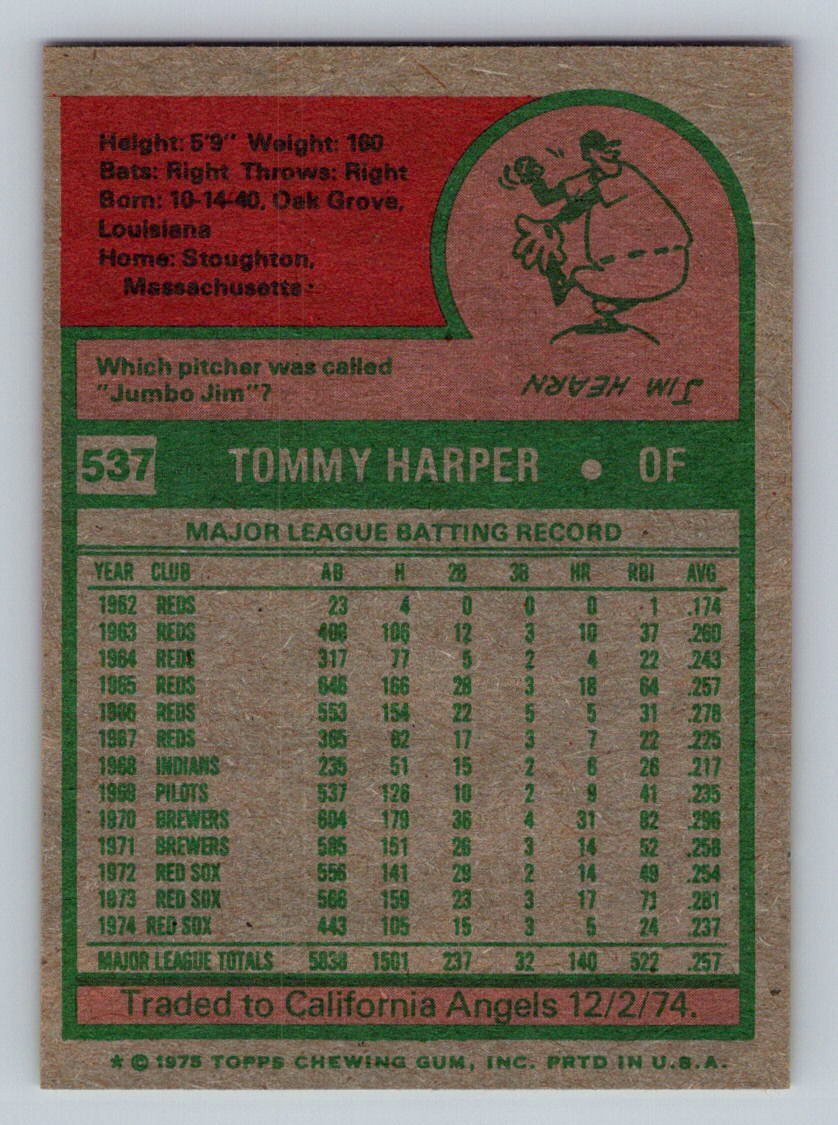 Height: 5'9" Weight: 160
Bats: Right Throws: Right
Born: 10-14-40, Oak Grove,
Louisiana
Home: Stoughton,
Massachusetts
Which pitcher was called
"Jumbo Jim"?
JIM HEARN
537 TOMMY HARPER • OF
MAJOR LEAGUE BATTING RECORD
YEAR CLUB AB H 2B 3B HR RBI AVG
1962 REDS 23 4 0 0 0 1 .174
1963 REDS 408 106 12 3 10 37 .260
1964 REDS 317 77 5 2 4 22 .243
1965 REDS 646 166 28 3 18 64 .257
1966 REDS 553 154 22 5 5 31 .278
1967 REDS 365 82 17 3 7 22 .225
1968 INDIANS 235 51 15 2 6 26 .217
1969 PILOTS 537 126 10 2 9 41 .235
1970 BREWERS 604 179 36 4 31 82 .296
1971 BREWERS 585 151 26 3 14 52 .258
1972 RED SOX 556 141 29 2 14 49 .254
1973 RED SOX 566 159 23 3 17 71 .281
1974 RED SOX 443 105 15 3 5 24 .237
MAJOR LEAGUE TOTALS 5838 1501 237 32 140 522 .257
Traded to California Angels 12/2/74.
* © 1975 TOPPS CHEWING GUM, INC. PRTD IN U.S.A.